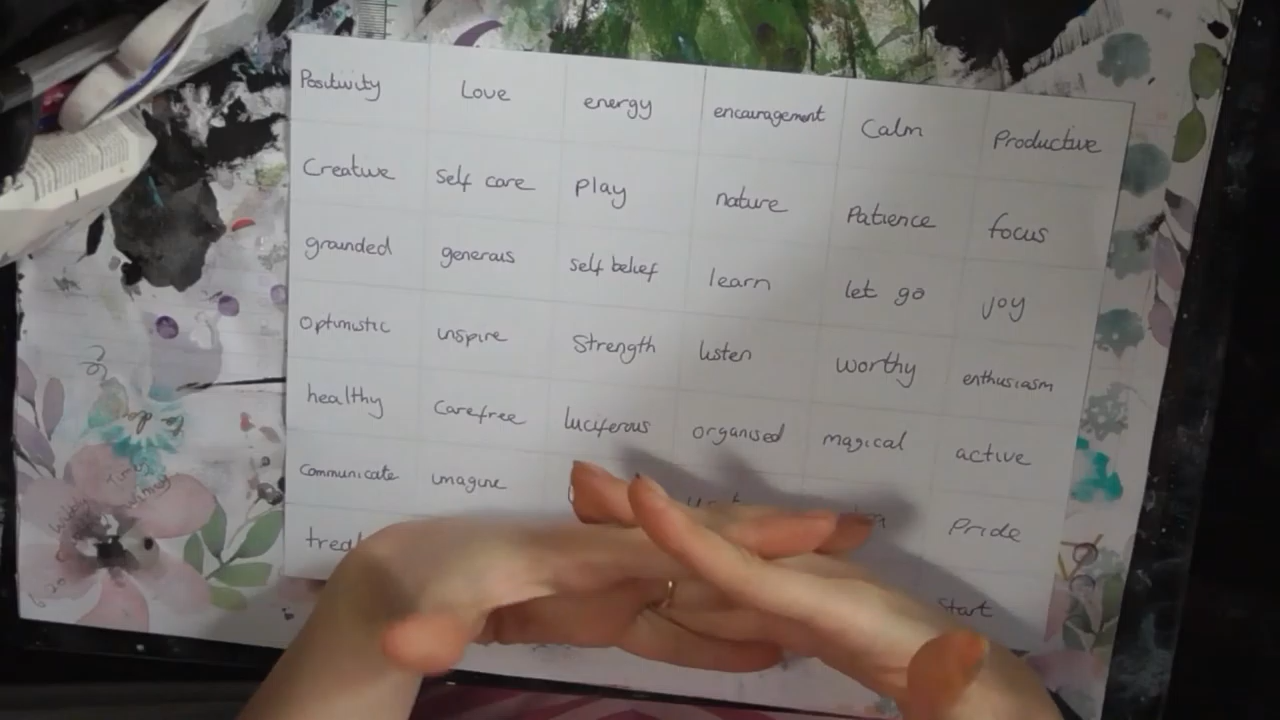 Positivity Love energy encouragement Calm Productive
Creative self care Play nature Patience focus
grounded generous self belief learn let go joy
Optimistic inspire Strength listen worthy enthusiasm
healthy Carefree luciferous organised magical active
Communicate imagine Pride
Start